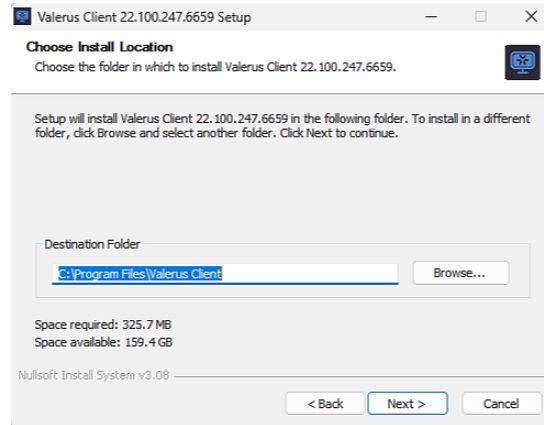 Valerus Client 22.100.247.6659 Setup
Choose Install Location
Choose the folder in which to install Valerus Client 22.100.247.6659.
Setup will install Valerus Client 22.100.247.6659 in the following folder. To install in a different
folder, click Browse and select another folder. Click Next to continue.
Destination Folder
C:\Program Files\Valerus Client
Browse...
Space required: 325.7 MB
Space available: 159.4 GB
Nullsoft Install System v3.08
< Back
Next >
Cancel